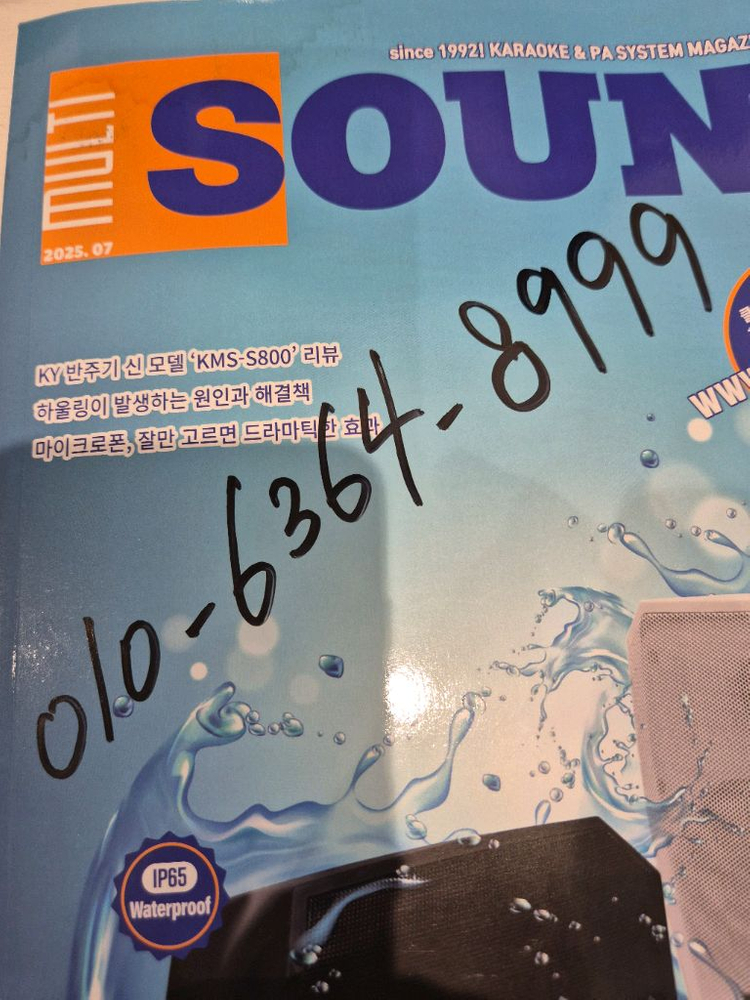 since 1992! KARAOKE & PA SYSTEM
MULTI
SOUN
2025. 07
KY 반주기 신 모델 ‘KMS-S800’ 리뷰
하울링이 발생하는 원인과 해결책
마이크로폰, 잘만 고르면 드라마틱한 효과
WWW
010-6364-8999
IP65
Waterproof